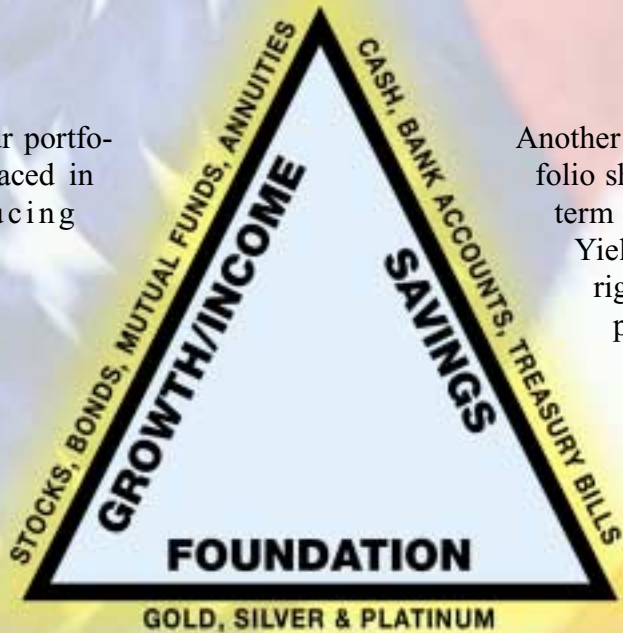 ur portfo-
aced in
ucing
STOCKS, BONDS, MUTUAL FUNDS, ANNUITIES
GROWTH/INCOME
CASH, BANK ACCOUNTS, TREASURY BILLS
SAVINGS
Another
folio sh
term
Yiel
rig
p
FOUNDATION
GOLD, SILVER & PLATINUM